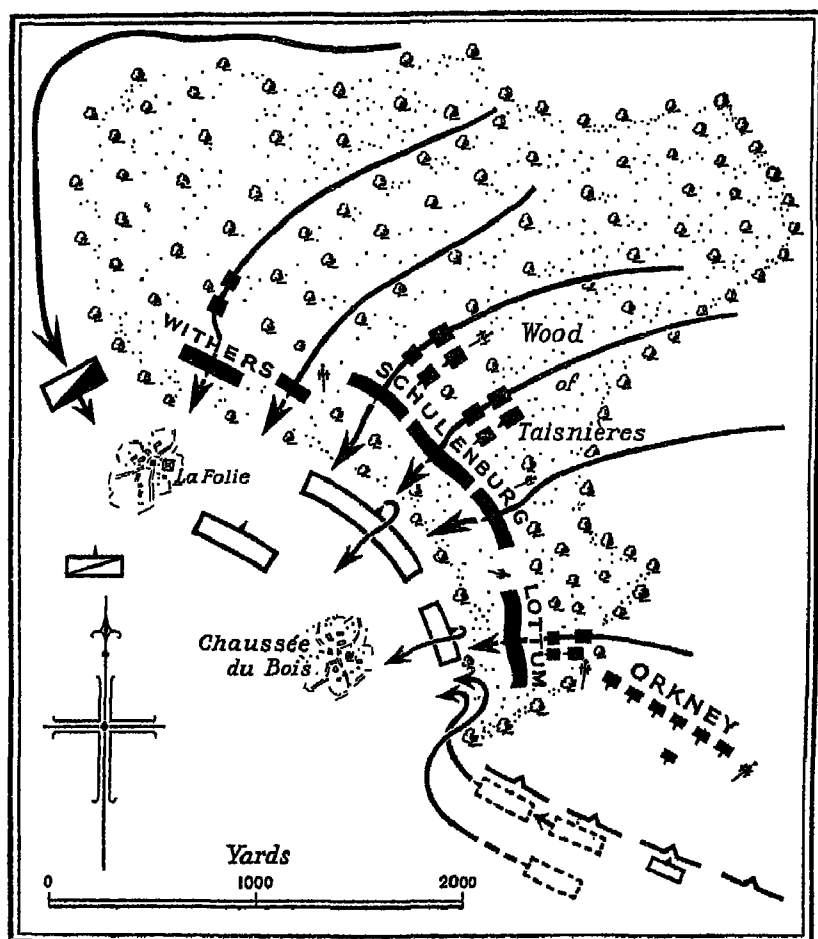 WITHERS
SCHULENBURG
Wood
of
Taisnières
La Folie
LOTTUM
Chaussée
du Bois
ORKNEY
Yards
0 1000 2000